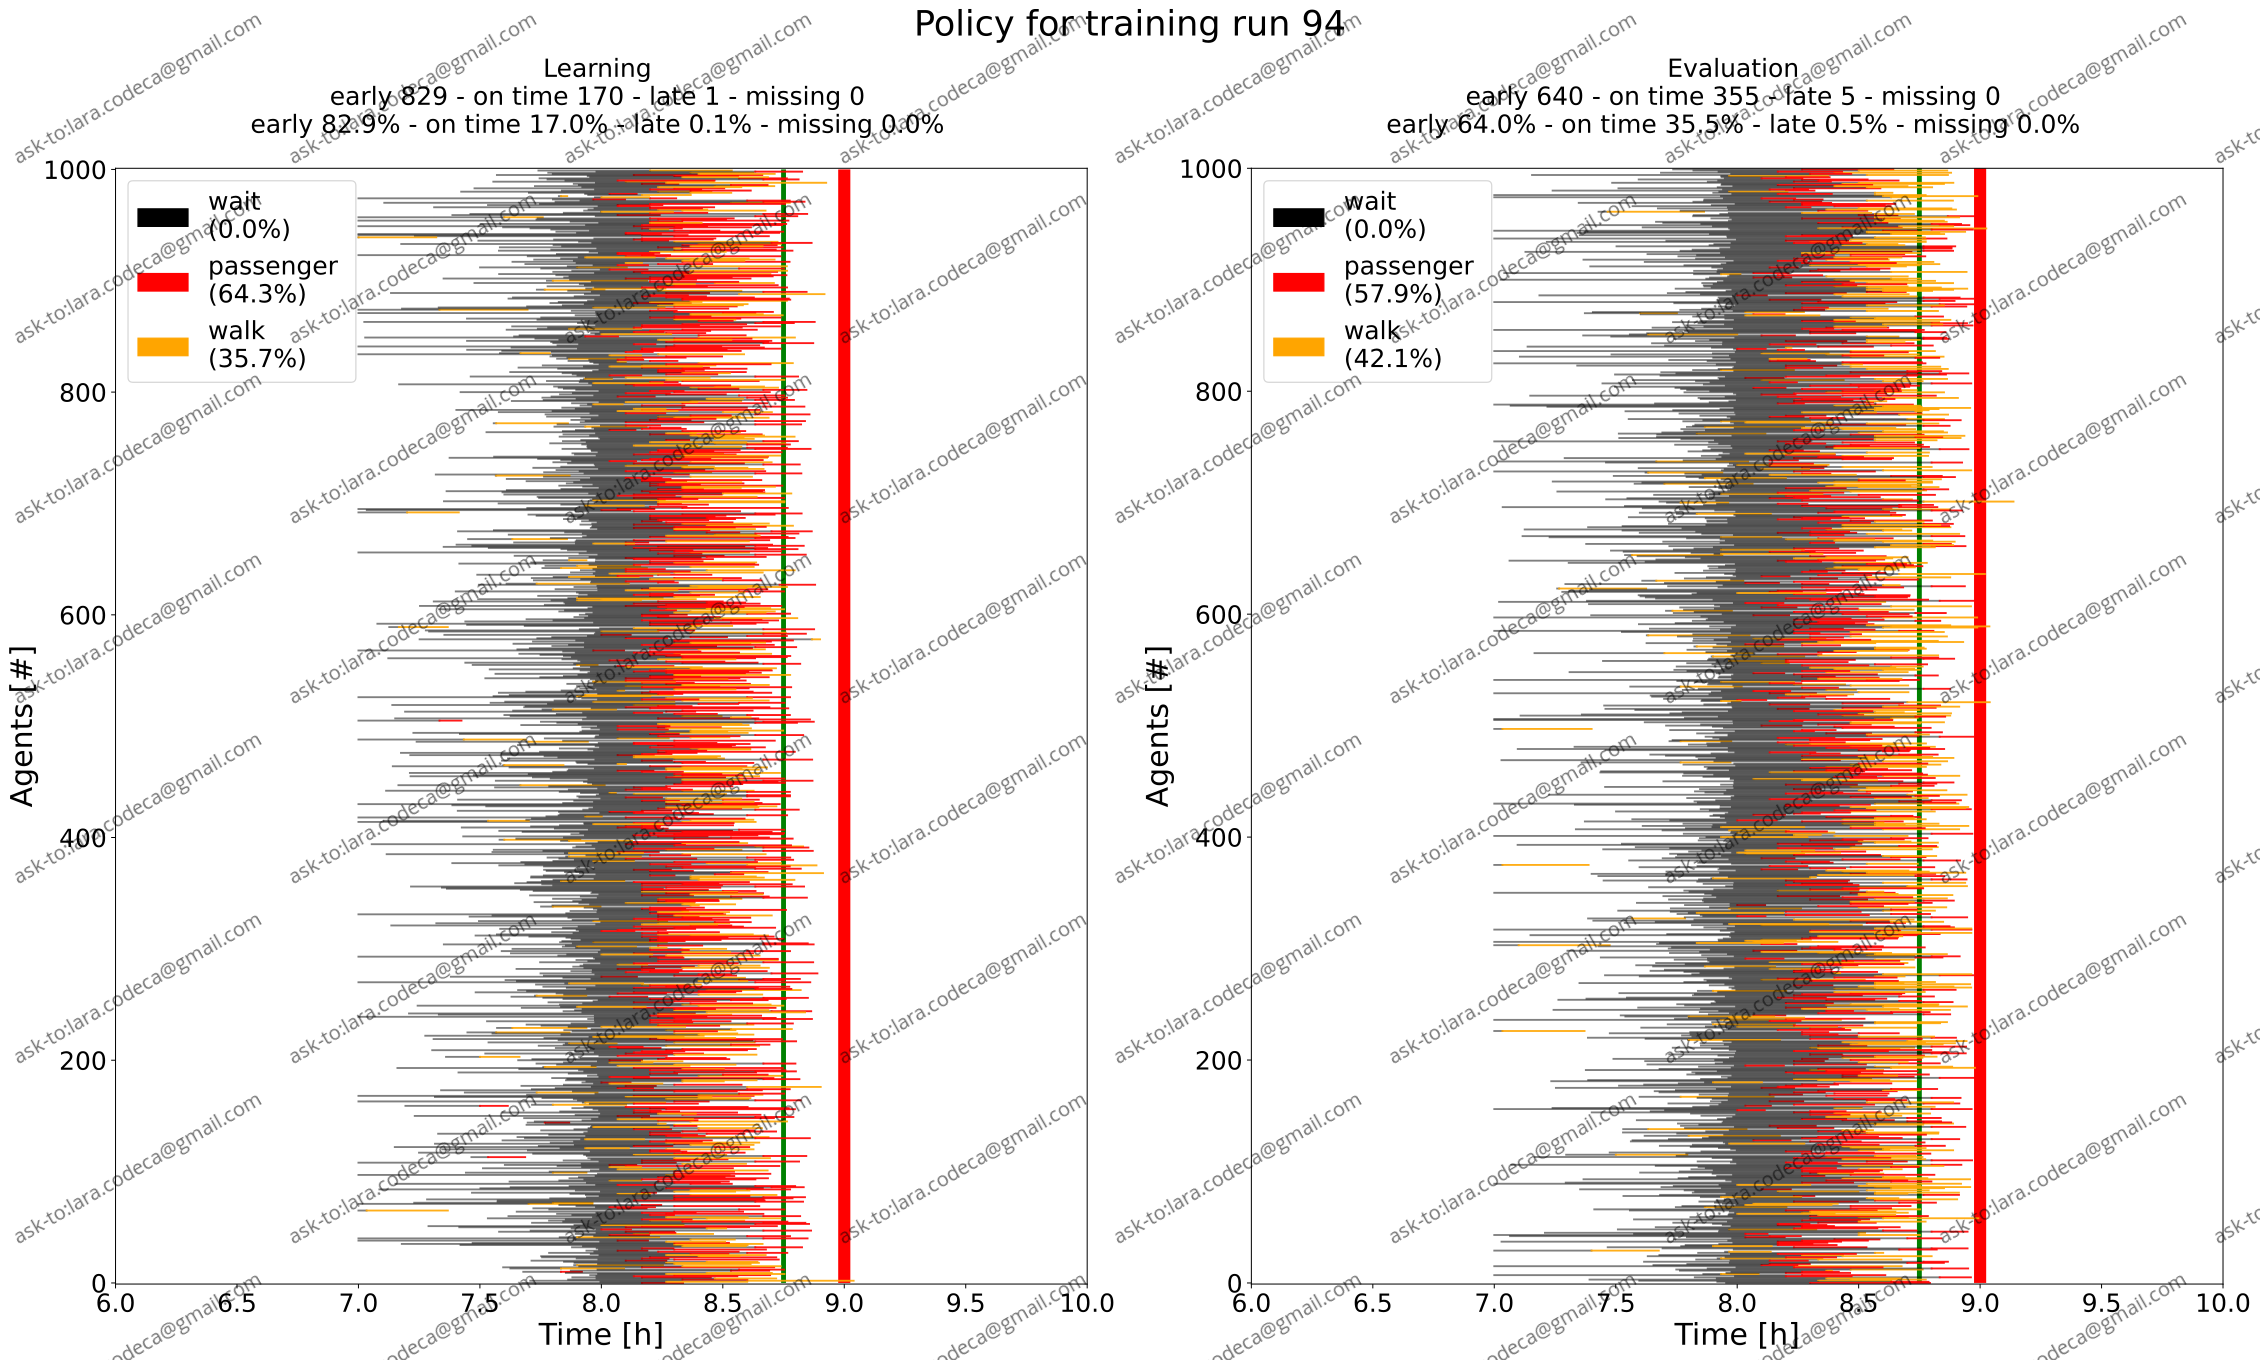 Policy for training run 94
Learning
early 829 - on time 170 - late 1 - missing 0
early 82.9% - on time 17.0% - late 0.1% - missing 0.0%
wait
(0.0%)
passenger
(64.3%)
walk
(35.7%)
Agents [#]
1000
800
600
400
200
0
6.0 6.5 7.0 7.5 8.0 8.5 9.0 9.5 10.0
Time [h]
Evaluation
early 640 - on time 355 - late 5 - missing 0
early 64.0% - on time 35.5% - late 0.5% - missing 0.0%
wait
(0.0%)
passenger
(57.9%)
walk
(42.1%)
Agents [#]
1000
800
600
400
200
0
6.0 6.5 7.0 7.5 8.0 8.5 9.0 9.5 10.0
Time [h]
ask-to:lara.codeca@gmail.com